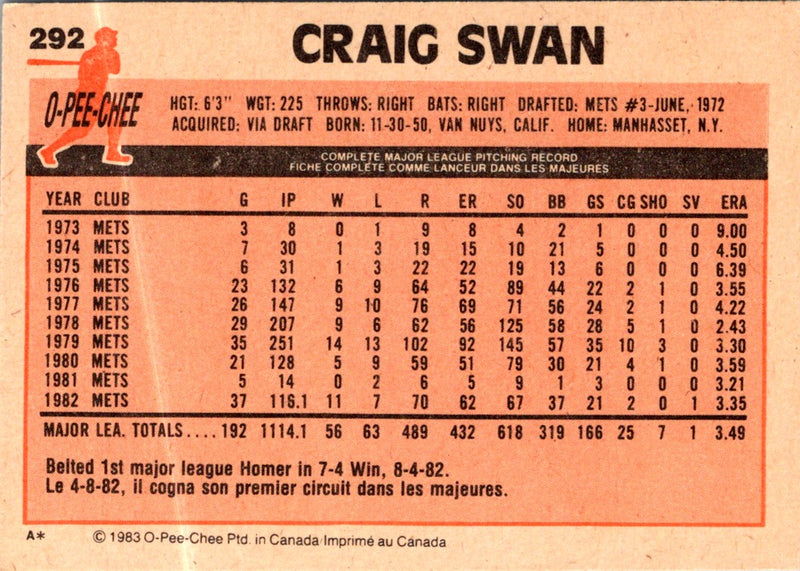 292
CRAIG SWAN
O-PEE-CHEE
HGT: 6'3" WGT: 225 THROWS: RIGHT BATS: RIGHT DRAFTED: METS #3-JUNE, 1972
ACQUIRED: VIA DRAFT BORN: 11-30-50, VAN NUYS, CALIF. HOME: MANHASSET, N.Y.
COMPLETE MAJOR LEAGUE PITCHING RECORD
FICHE COMPLETE COMME LANCEUR DANS LES MAJEURES
YEAR CLUB G IP W L R ER SO BB GS CG SHO SV ERA
1973 METS 3 8 0 1 9 8 4 2 1 0 0 0 9.00
1974 METS 7 30 1 3 19 15 10 21 5 0 0 0 4.50
1975 METS 6 31 1 3 22 22 19 13 6 0 0 0 6.39
1976 METS 23 132 6 9 64 52 89 44 22 2 1 0 3.55
1977 METS 26 147 9 10 76 69 71 56 24 2 1 0 4.22
1978 METS 29 207 9 6 62 56 125 58 28 5 1 0 2.43
1979 METS 35 251 14 13 102 92 145 57 35 10 3 0 3.30
1980 METS 21 128 5 9 59 51 79 30 21 4 1 0 3.59
1981 METS 5 14 0 2 6 5 9 1 3 0 0 0 3.21
1982 METS 37 116.1 11 7 70 62 67 37 21 2 0 1 3.35
MAJOR LEA. TOTALS.... 192 1114.1 56 63 489 432 618 319 166 25 7 1 3.49
Belted 1st major league Homer in 7-4 Win, 8-4-82.
Le 4-8-82, il cogna son premier circuit dans les majeures.
A* © 1983 O-Pee-Chee Ptd. in Canada Imprimé au Canada